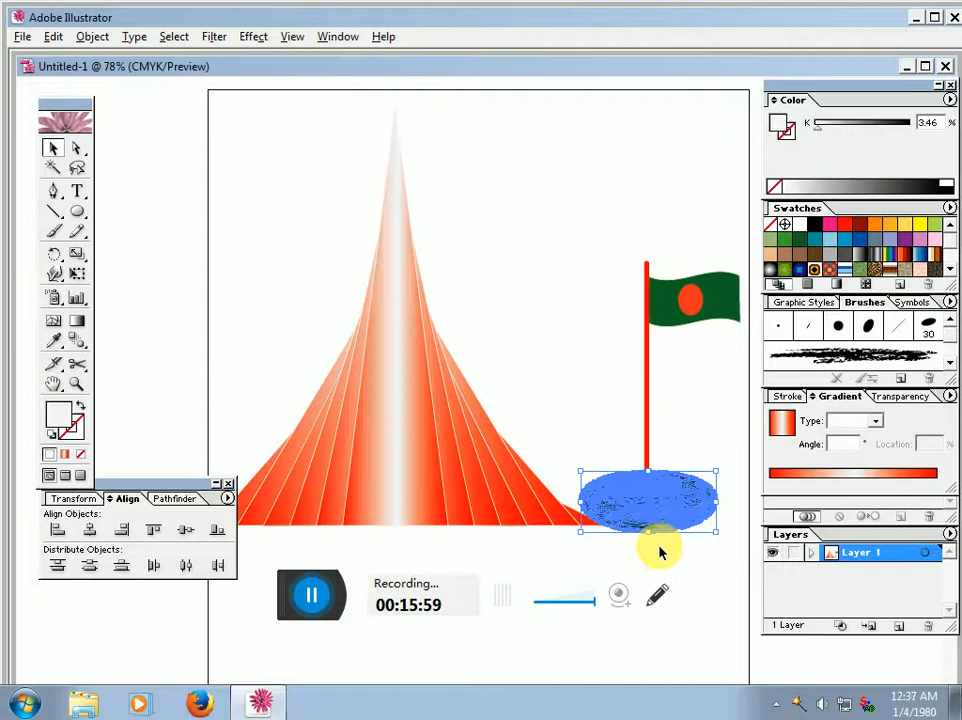 Adobe Illustrator
File Edit Object Type Select Filter Effect View Window Help
Untitled-1 @ 78% (CMYK/Preview)
Color
K 3.46 %
Swatches
Graphic Styles Brushes Symbols
30
Stroke Gradient Transparency
Type:
Angle: ° Location: %
Transform Align Pathfinder
Align Objects:
Distribute Objects:
Layers
Layer 1
1 Layer
Recording...
00:15:59
12:37 AM
1/4/1980